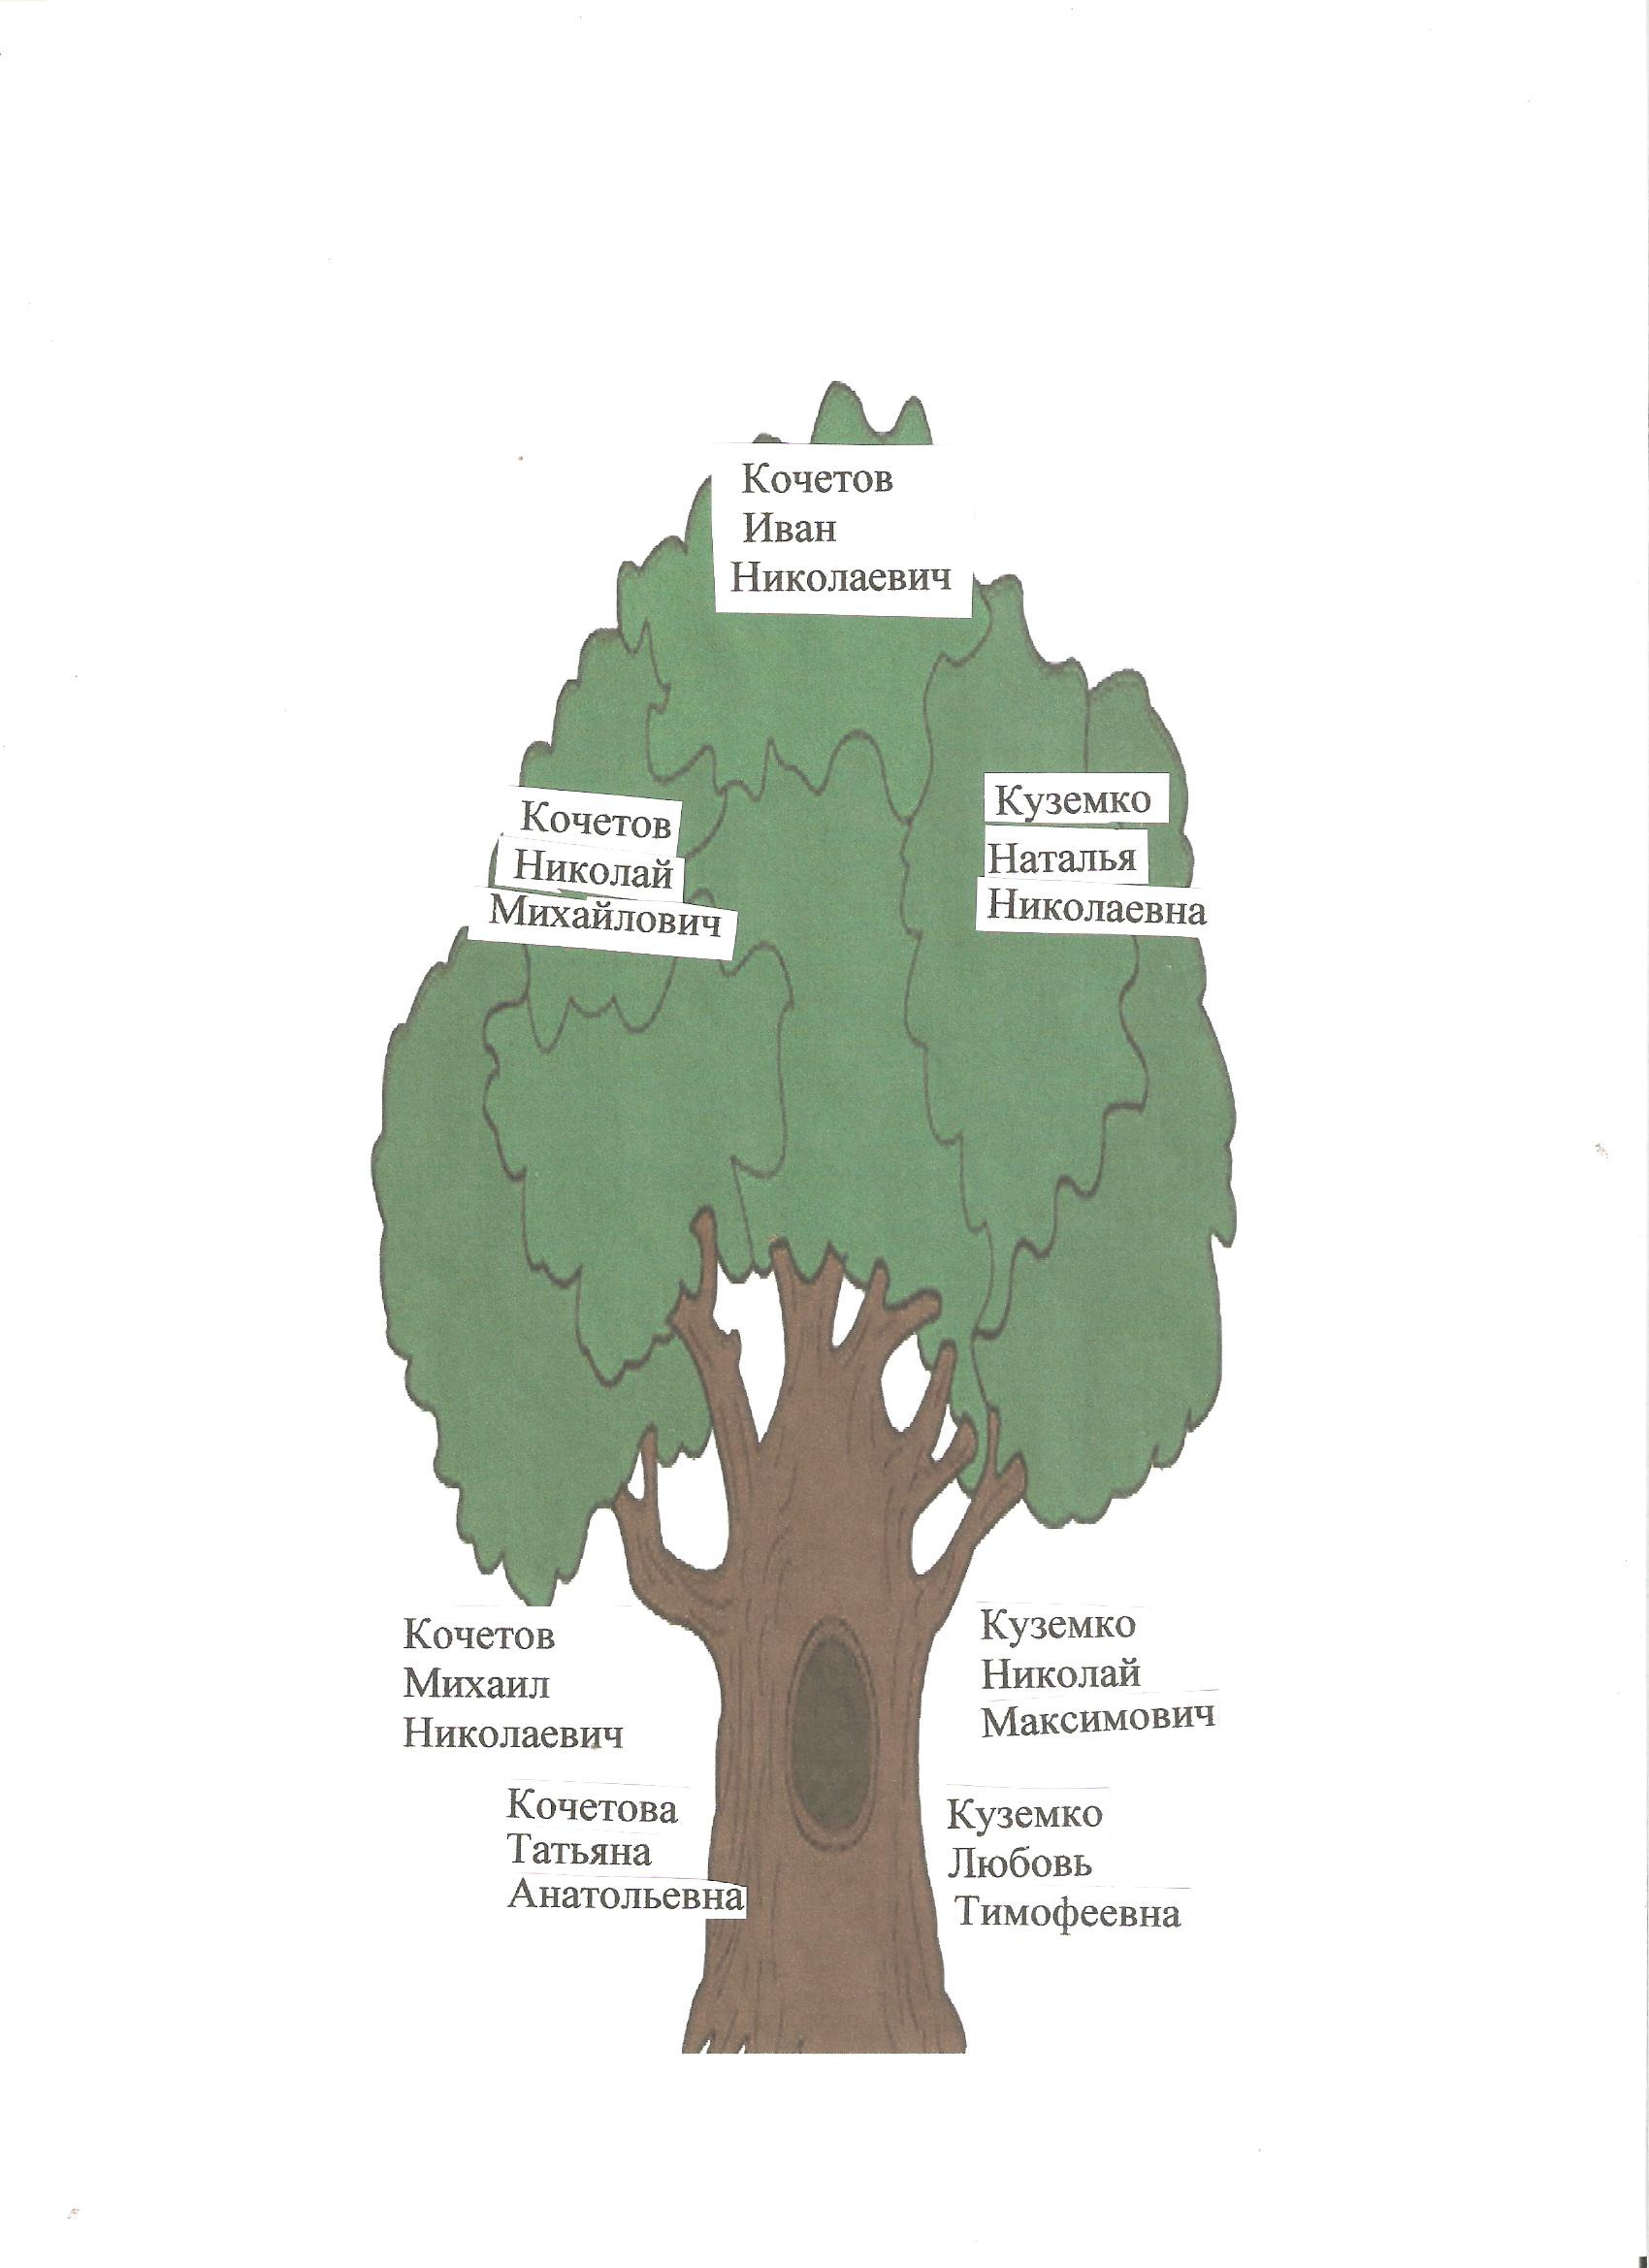 Кочетов
Иван
Николаевич
Кочетов
Николай
Михайлович
Куземко
Наталья
Николаевна
Кочетов
Михаил
Николаевич
Куземко
Николай
Максимович
Кочетова
Татьяна
Анатольевна
Куземко
Любовь
Тимофеевна